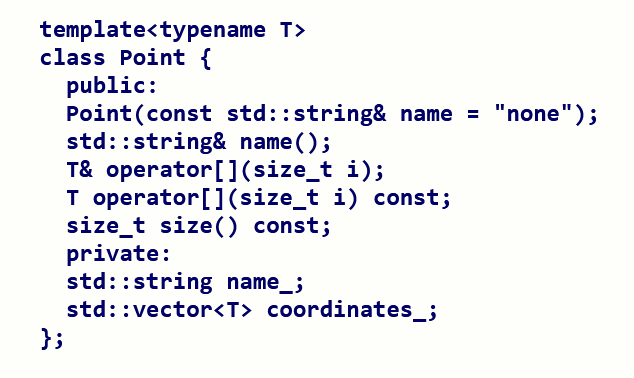 template<typename T>
class Point {
  public:
  Point(const std::string& name = "none");
  std::string& name();
  T& operator[](size_t i);
  T operator[](size_t i) const;
  size_t size() const;
  private:
  std::string name_;
  std::vector<T> coordinates_;
};